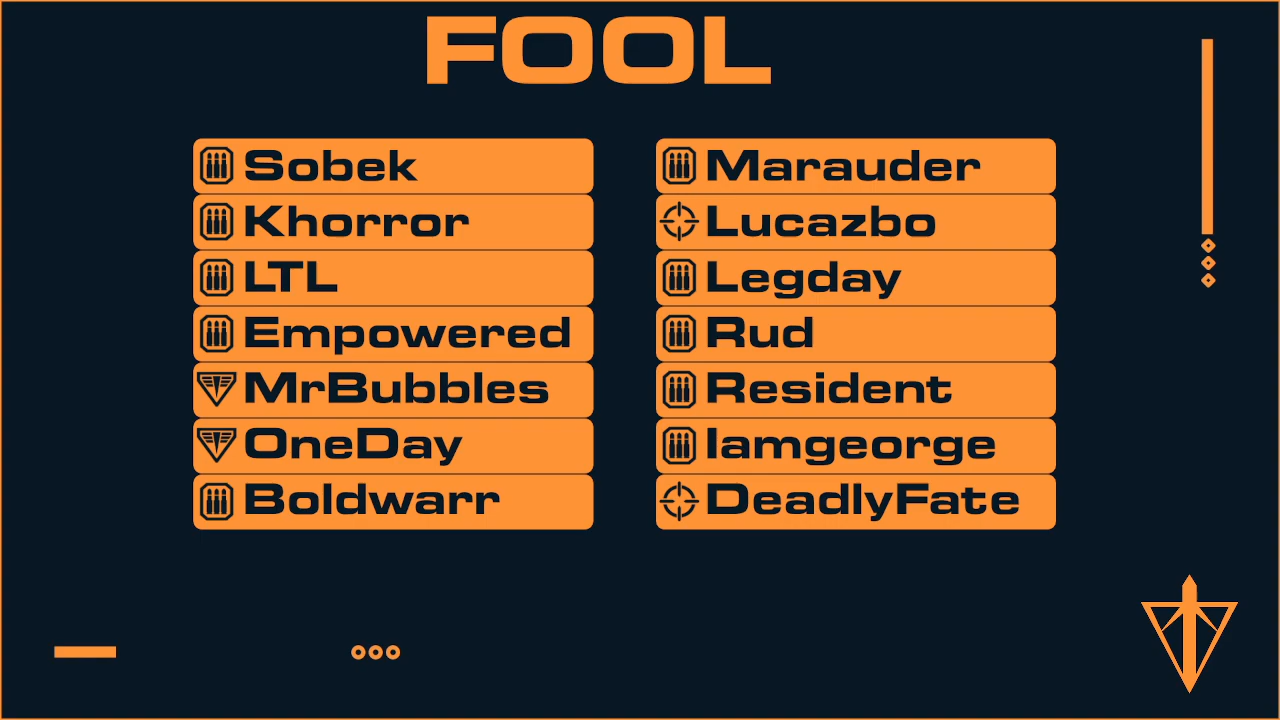 FOOL
Sobek
Khorror
LTL
Empowered
MrBubbles
OneDay
Boldwarr
Marauder
Lucazbo
Legday
Rud
Resident
Iamgeorge
DeadlyFate